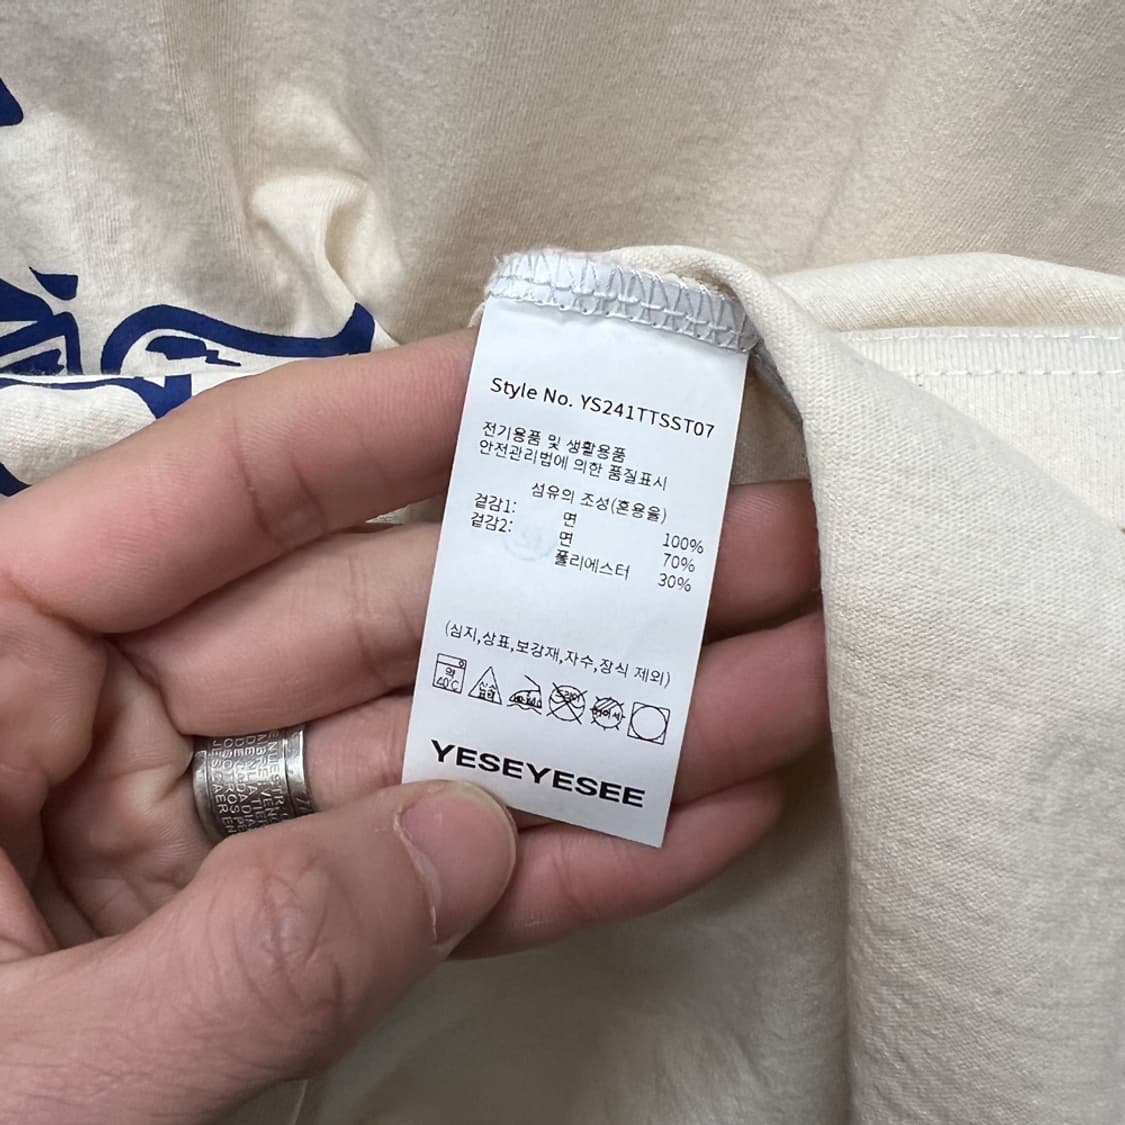 Style No. YS241TTSST07
전기용품 및 생활용품
안전관리법에 의한 품질표시
섬유의 조성(혼용율)
겉감1: 면 100%
겉감2: 면 70%
폴리에스터 30%
(심지,상표,보강재,자수,장식 제외)
약 40℃
YESEYESEE